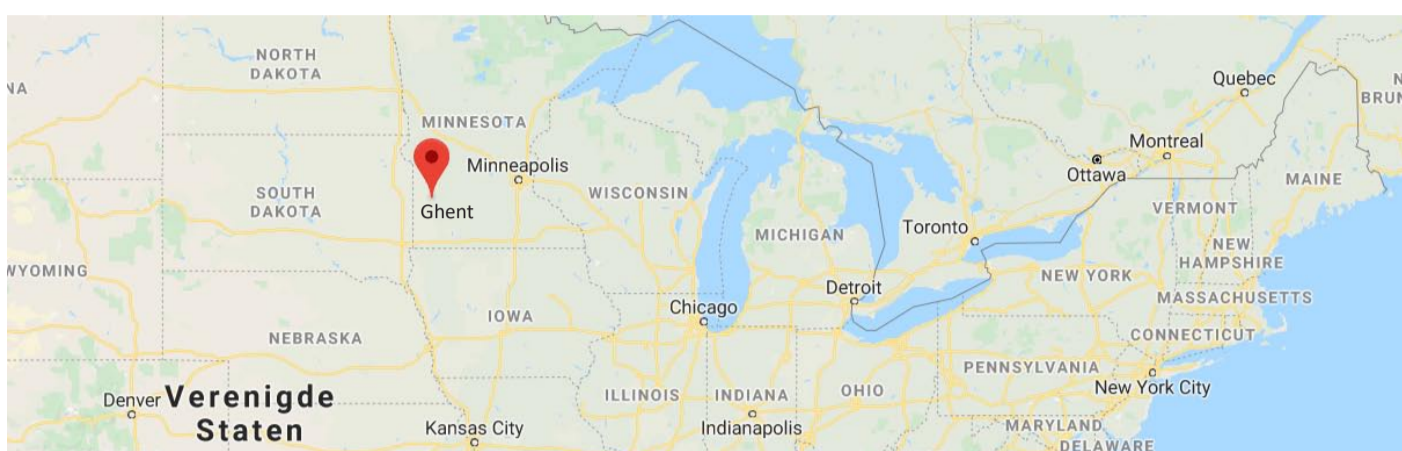 NORTH
DAKOTA
NA
MINNESOTA
Minneapolis
Ghent
SOUTH
DAKOTA
WISCONSIN
WYOMING
MICHIGAN
Toronto
Ottawa
Montreal
Quebec
N
BRUN
MAINE
VERMONT
NEW
HAMPSHIRE
NEW YORK
MASSACHUSETTS
CONNECTICUT
Detroit
Chicago
IOWA
NEBRASKA
PENNSYLVANIA
New York City
ILLINOIS
INDIANA
OHIO
Denver
Verenigde
Staten
Kansas City
Indianapolis
MARYLAND
DELAWARE